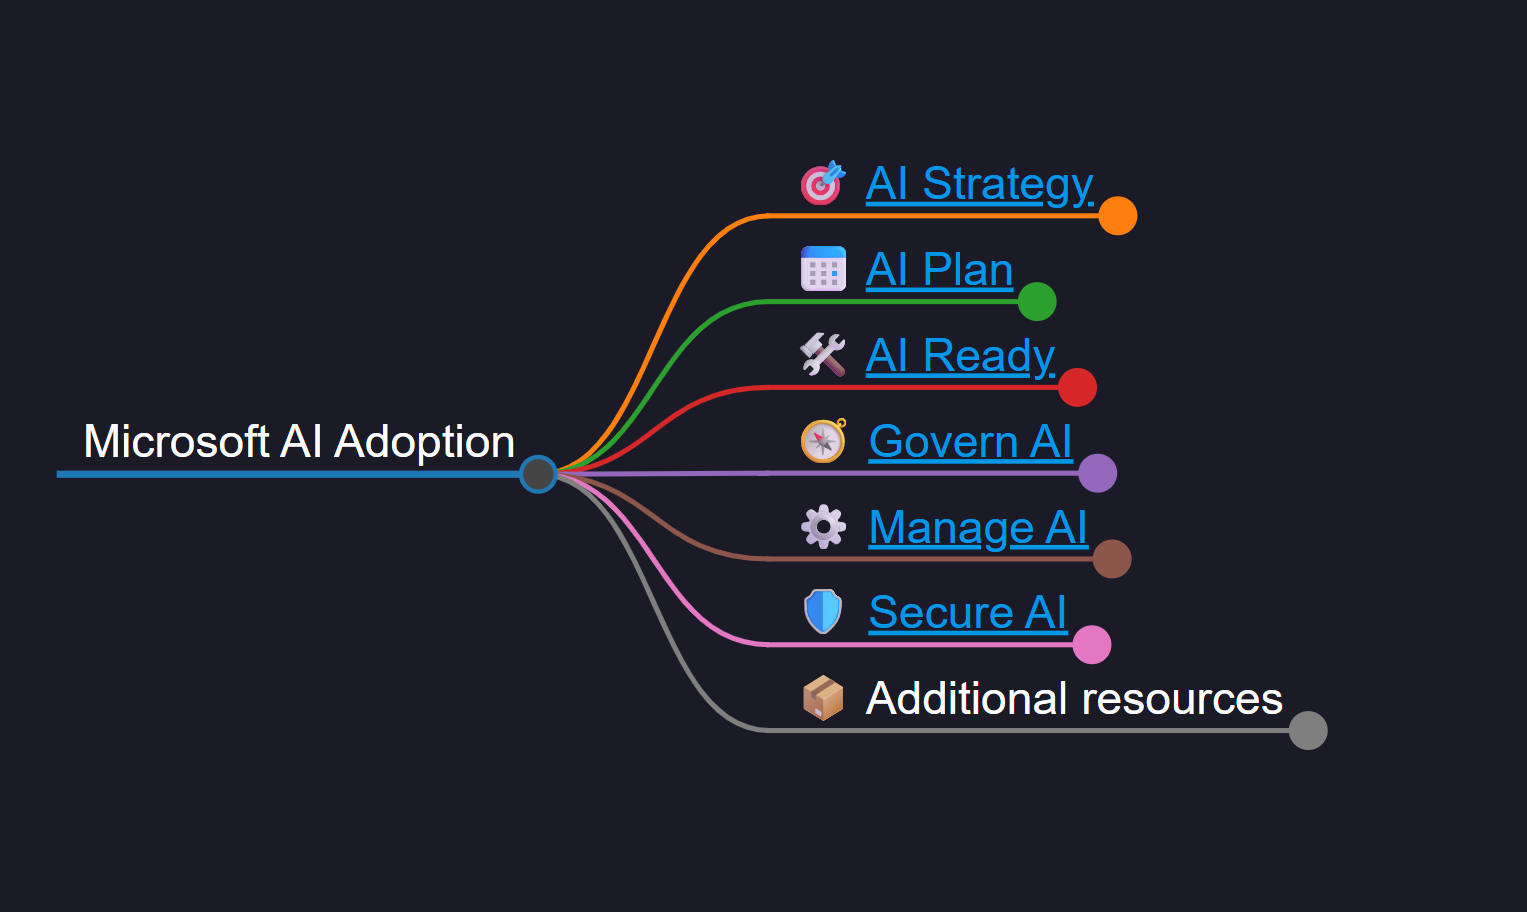 AI Strategy
AI Plan
AI Ready
Microsoft AI Adoption
Govern AI
Manage AI
Secure AI
Additional resources